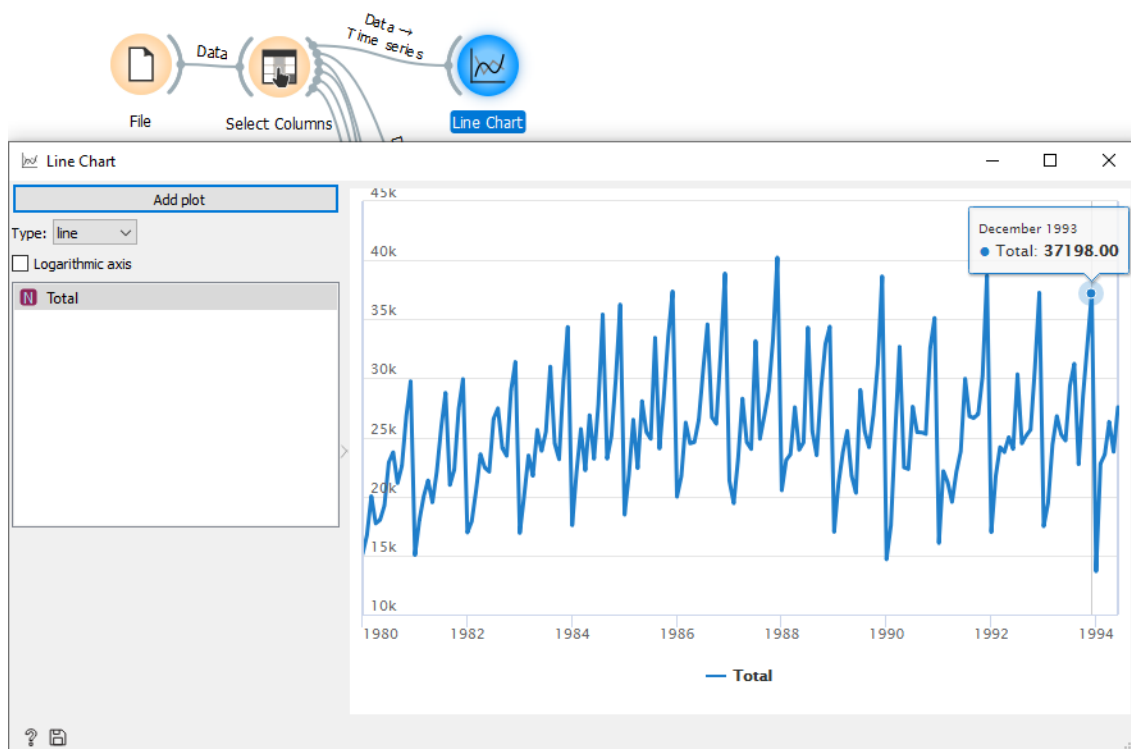 Data →
Time series
Data
File
Select Columns
Line Chart
Line Chart
Add plot
Type: line
Logarithmic axis
N Total
45k
40k
35k
30k
25k
20k
15k
10k
December 1993
Total: 37198.00
1980 1982 1984 1986 1988 1990 1992 1994
Total
?